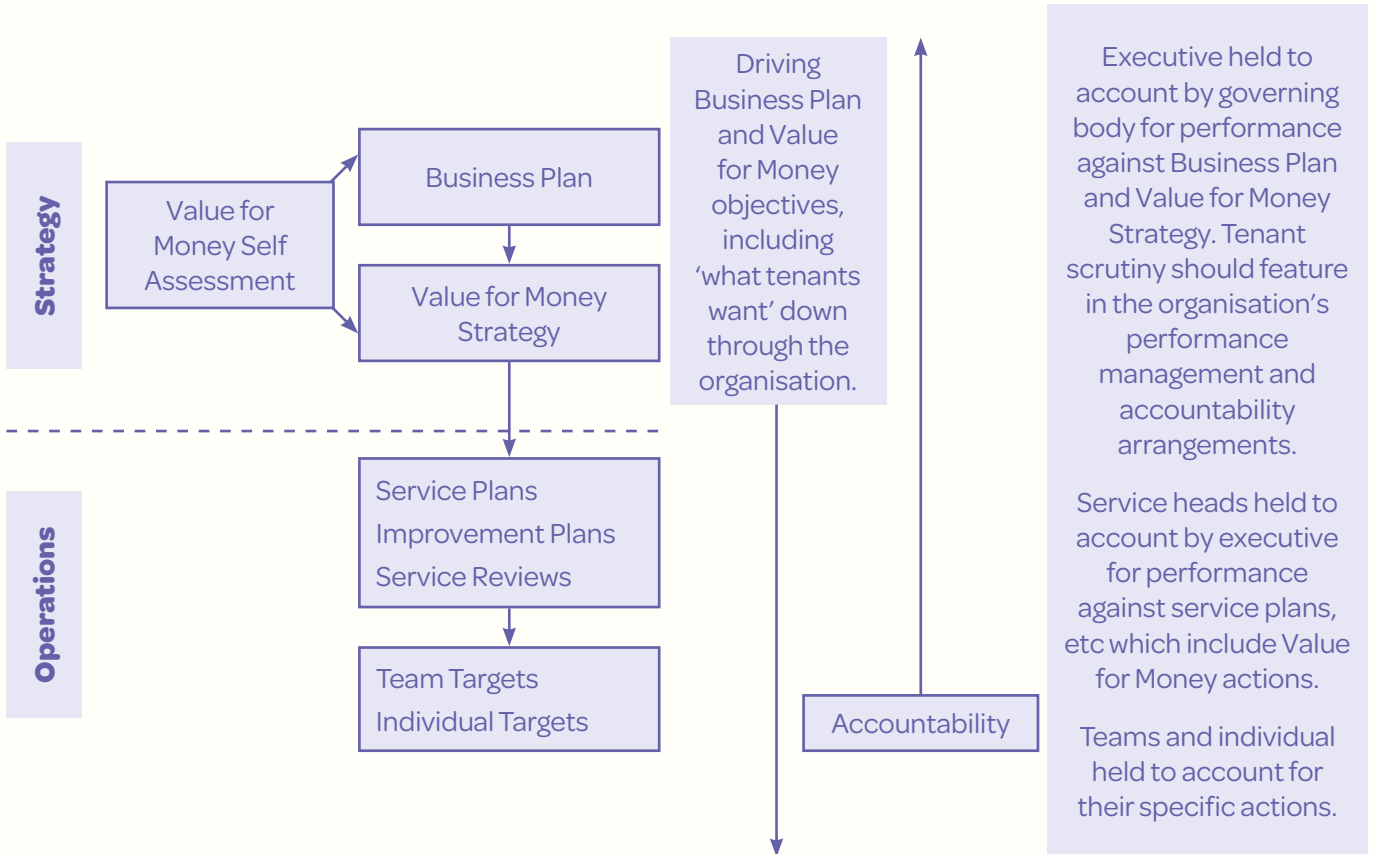 Strategy
Value for
Money Self
Assessment
Business Plan
Value for Money
Strategy
Operations
Service Plans
Improvement Plans
Service Reviews
Team Targets
Individual Targets
Driving
Business Plan
and Value
for Money
objectives,
including
‘what tenants
want’ down
through the
organisation.
Accountability
Executive held to
account by governing
body for performance
against Business Plan
and Value for Money
Strategy. Tenant
scrutiny should feature
in the organisation’s
performance
management and
accountability
arrangements.
Service heads held to
account by executive
for performance
against service plans,
etc which include Value
for Money actions.
Teams and individual
held to account for
their specific actions.